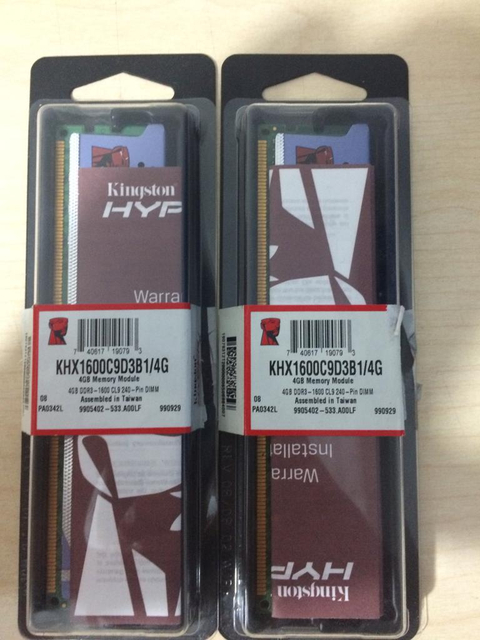 Kingston
HYP
Warra
7 40617 19079 3
KHX1600C9D3B1/4G
4GB Memory Module
4GB DDR3-1600 CL9 240-Pin DIMM
08 Assembled in Taiwan
PA0342L 9905402-533.A00LF 990929
7 40617 19079 3
KHX1600C9D3B1/4G
4GB Memory Module
4GB DDR3-1600 CL9 240-Pin DIMM
08 Assembled in Taiwan
PA0342L 9905402-533.A00LF 990929
Installa
Warra
HYP
Kingston